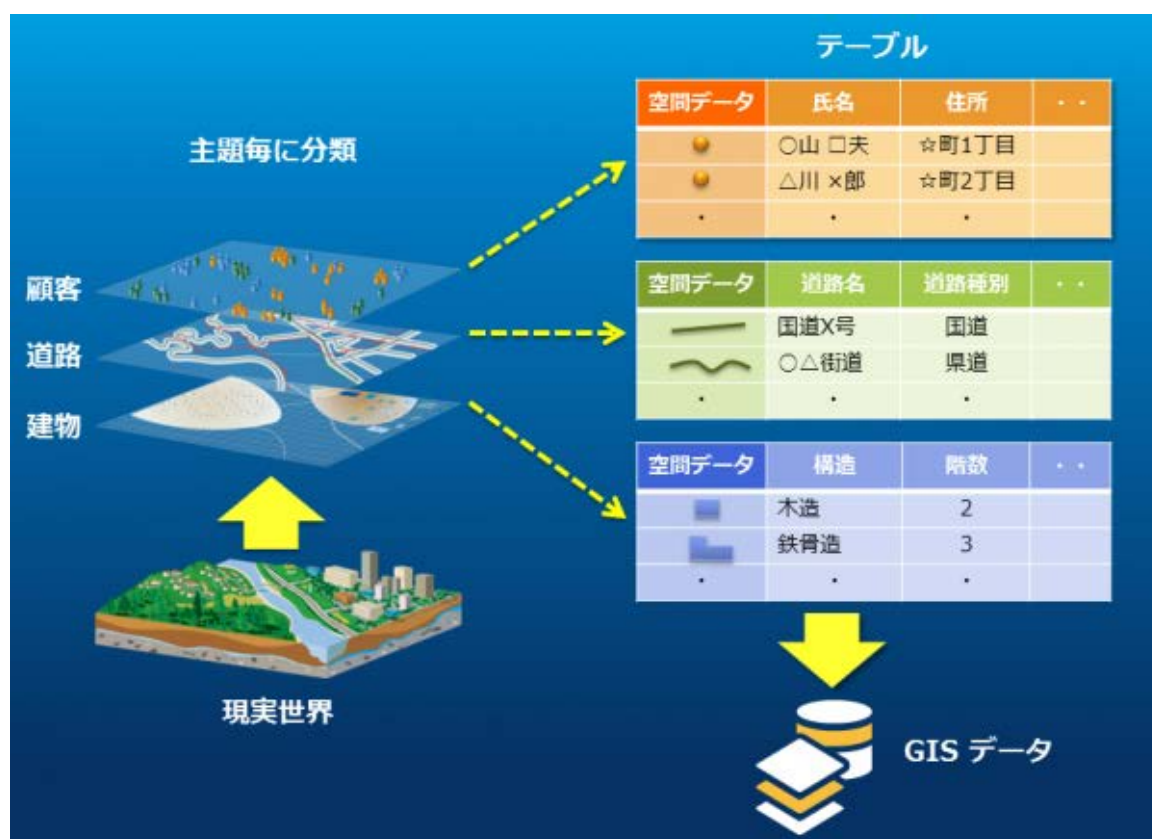 テーブル
主題毎に分類
顧客
道路
建物
現実世界
空間データ 氏名 住所 ・・
○山 □夫 ☆町1丁目
△川 ×郎 ☆町2丁目
・ ・ ・
空間データ 道路名 道路種別 ・・
国道X号 国道
○△街道 県道
・ ・ ・
空間データ 構造 階数 ・・
木造 2
鉄骨造 3
・ ・ ・
GIS データ